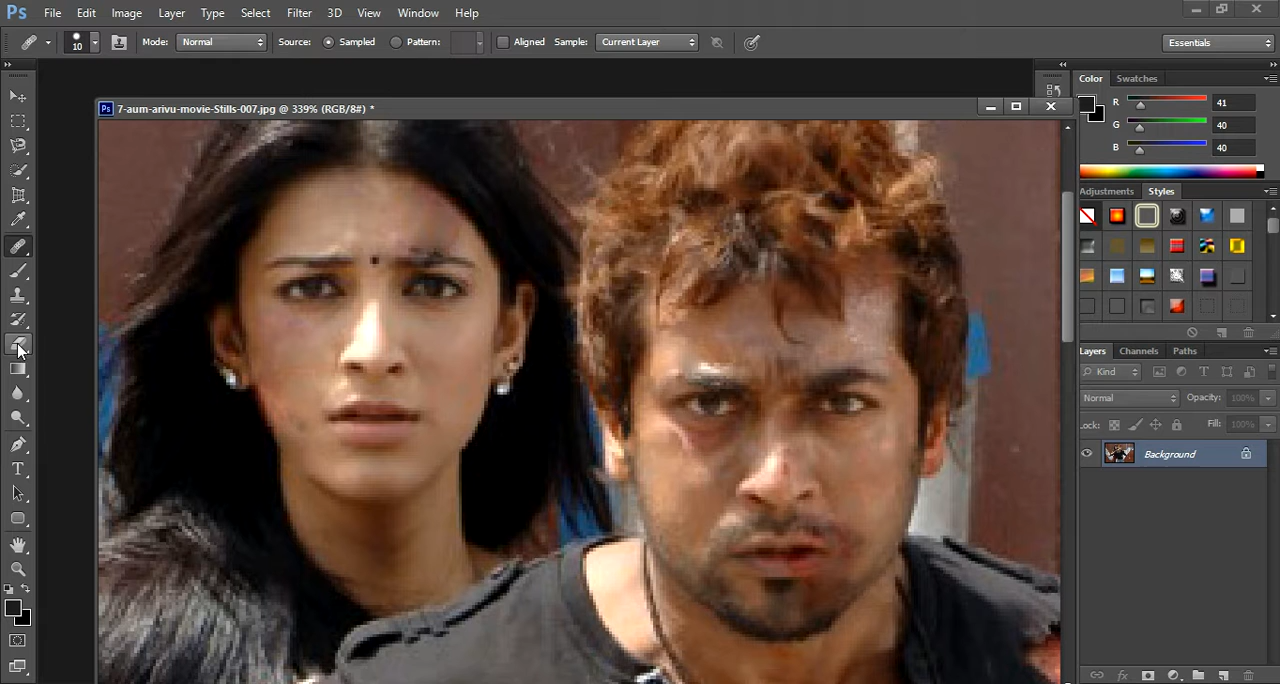 Ps File Edit Image Layer Type Select Filter 3D View Window Help
10 Mode: Normal Source: Sampled Pattern: Aligned Sample: Current Layer Essentials
Ps 7-aum-arivu-movie-Stills-007.jpg @ 339% (RGB/8#) *
Color Swatches
R 41
G 40
B 40
Adjustments Styles
Layers Channels Paths
Kind
Normal Opacity: 100%
Lock: Fill: 100%
Background
T